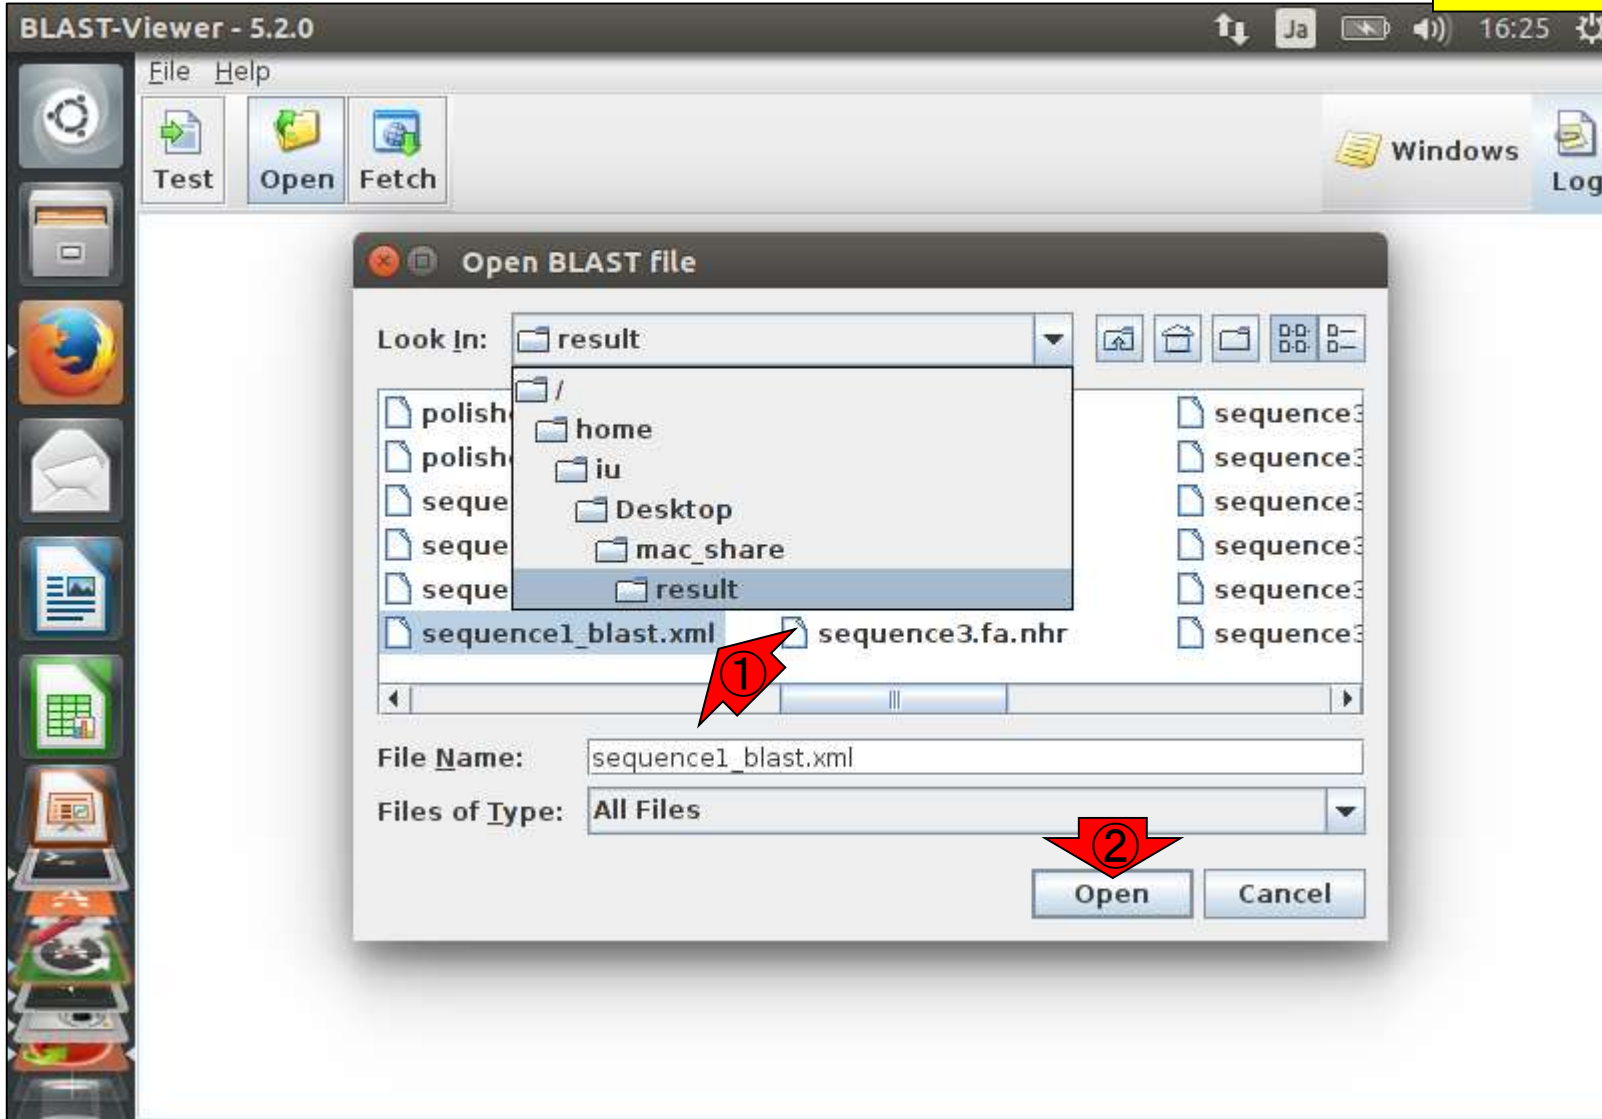 BLAST-Viewer - 5.2.0
Ja
16:25
File Help
Test
Open
Fetch
Windows
Log
Open BLAST file
Look In:
result
/
home
iu
Desktop
mac_share
result
polish
polish
seque
seque
seque
sequence1_blast.xml
sequence3.fa.nhr
sequence3
sequence3
sequence3
sequence3
sequence3
sequence3
①
File Name:
sequence1_blast.xml
Files of Type:
All Files
②
Open
Cancel